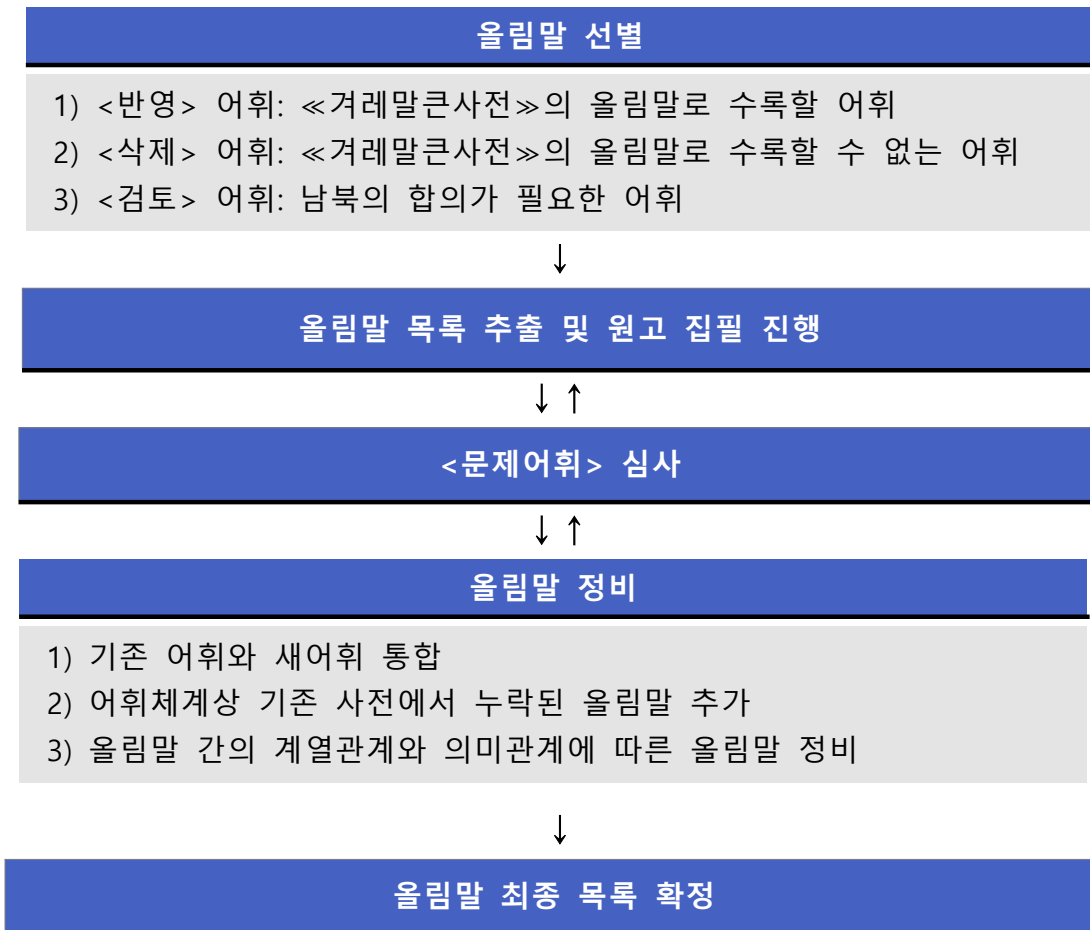 올림말 선별
1) <반영> 어휘: ≪겨레말큰사전≫의 올림말로 수록할 어휘
2) <삭제> 어휘: ≪겨레말큰사전≫의 올림말로 수록할 수 없는 어휘
3) <검토> 어휘: 남북의 합의가 필요한 어휘
↓
올림말 목록 추출 및 원고 집필 진행
↓ ↑
<문제어휘> 심사
↓ ↑
올림말 정비
1) 기존 어휘와 새어휘 통합
2) 어휘체계상 기존 사전에서 누락된 올림말 추가
3) 올림말 간의 계열관계와 의미관계에 따른 올림말 정비
↓
올림말 최종 목록 확정